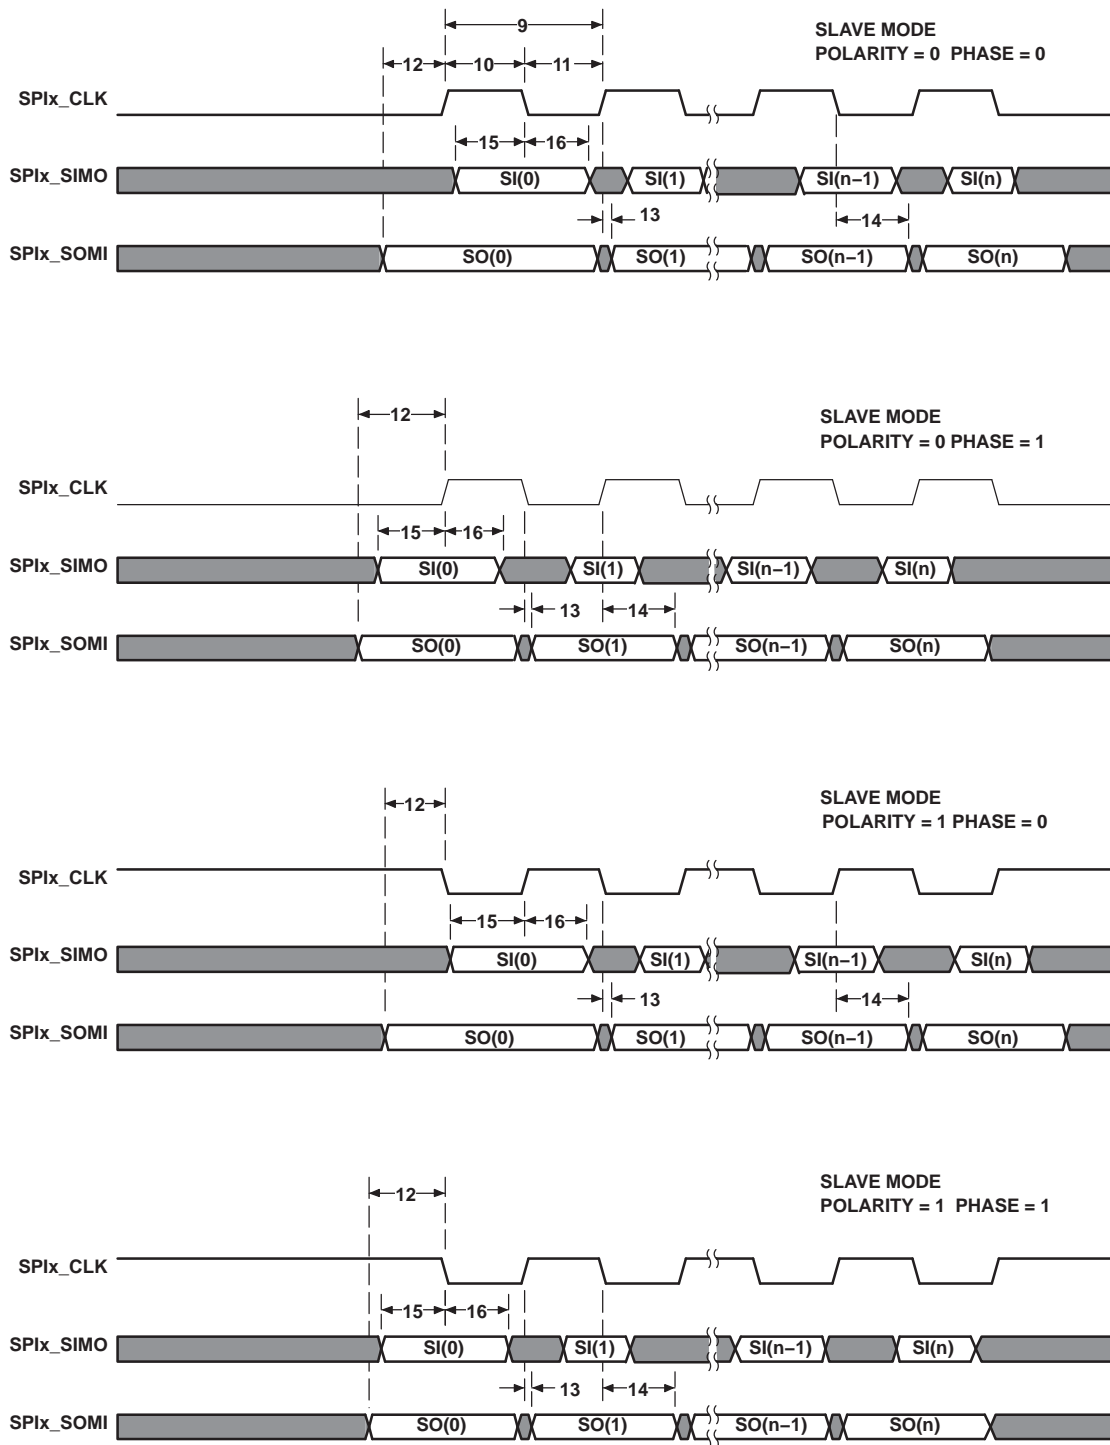 9
SLAVE MODE
POLARITY = 0 PHASE = 0
12 10 11
SPIx_CLK
15 16
SPIx_SIMO SI(0) SI(1) SI(n−1) SI(n)
13 14
SPIx_SOMI SO(0) SO(1) SO(n−1) SO(n)
12
SLAVE MODE
POLARITY = 0 PHASE = 1
SPIx_CLK
15 16
SPIx_SIMO SI(0) SI(1) SI(n−1) SI(n)
13 14
SPIx_SOMI SO(0) SO(1) SO(n−1) SO(n)
12
SLAVE MODE
POLARITY = 1 PHASE = 0
SPIx_CLK
15 16
SPIx_SIMO SI(0) SI(1) SI(n−1) SI(n)
13 14
SPIx_SOMI SO(0) SO(1) SO(n−1) SO(n)
12
SLAVE MODE
POLARITY = 1 PHASE = 1
SPIx_CLK
15 16
SPIx_SIMO SI(0) SI(1) SI(n−1) SI(n)
13 14
SPIx_SOMI SO(0) SO(1) SO(n−1) SO(n)